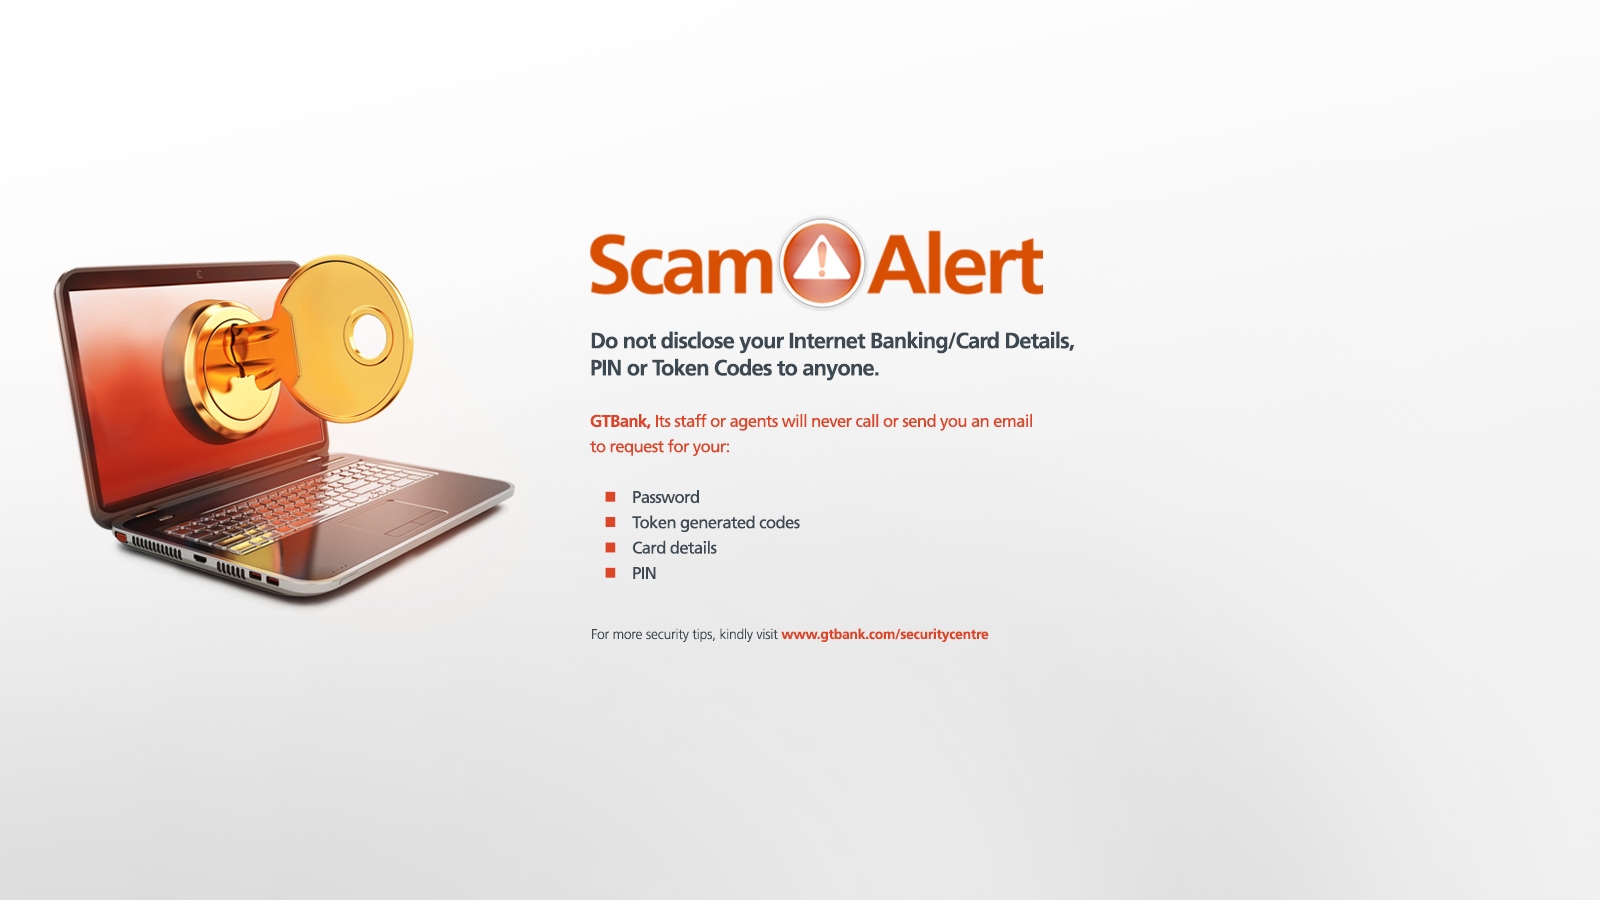 Scam Alert
Do not disclose your Internet Banking/Card Details,
PIN or Token Codes to anyone.
GTBank, Its staff or agents will never call or send you an email
to request for your:
Password
Token generated codes
Card details
PIN
For more security tips, kindly visit www.gtbank.com/securitycentre